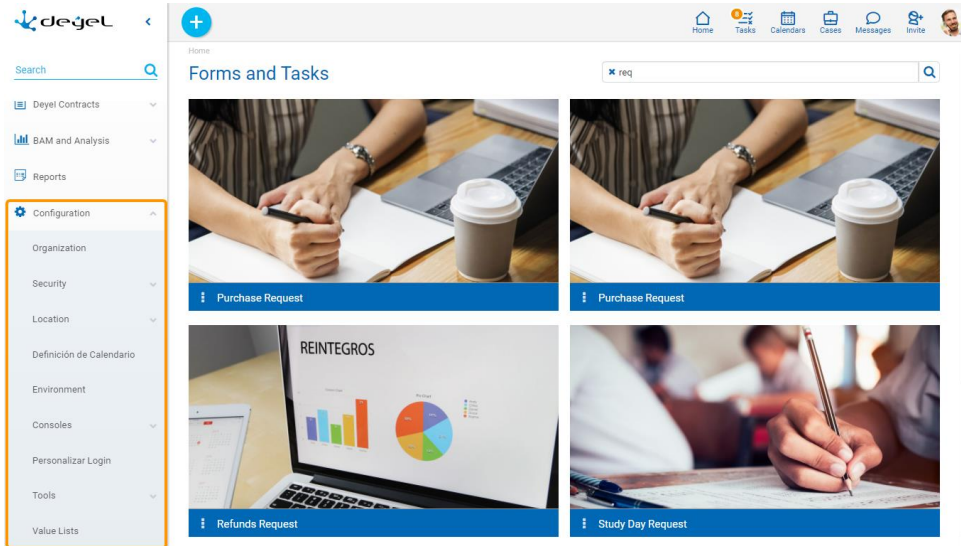 deyel
Search
Deyel Contracts
BAM and Analysis
Reports
Configuration
Organization
Security
Location
Definición de Calendario
Environment
Consoles
Personalizar Login
Tools
Value Lists
Home
Tasks
Calendars
Cases
Messages
Invite
Home
Forms and Tasks
req
Purchase Request
Purchase Request
REINTEGROS
Refunds Request
Study Day Request